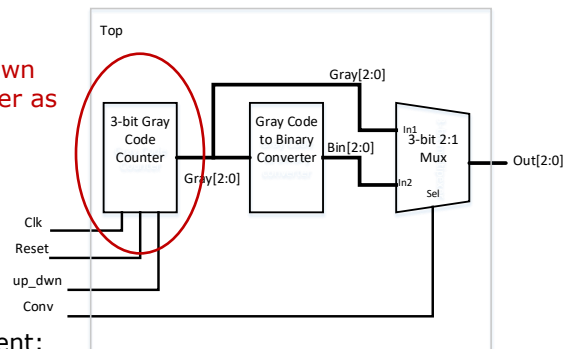 Top
wn
er as
Gray[2:0]
3-bit Gray
Code
Counter
Gray Code
to Binary
Converter
In1
3-bit 2:1
Mux
Bin[2:0]
Out[2:0]
Gray[2:0]
In2
Sel
Clk
Reset
up_dwn
Conv
ent: